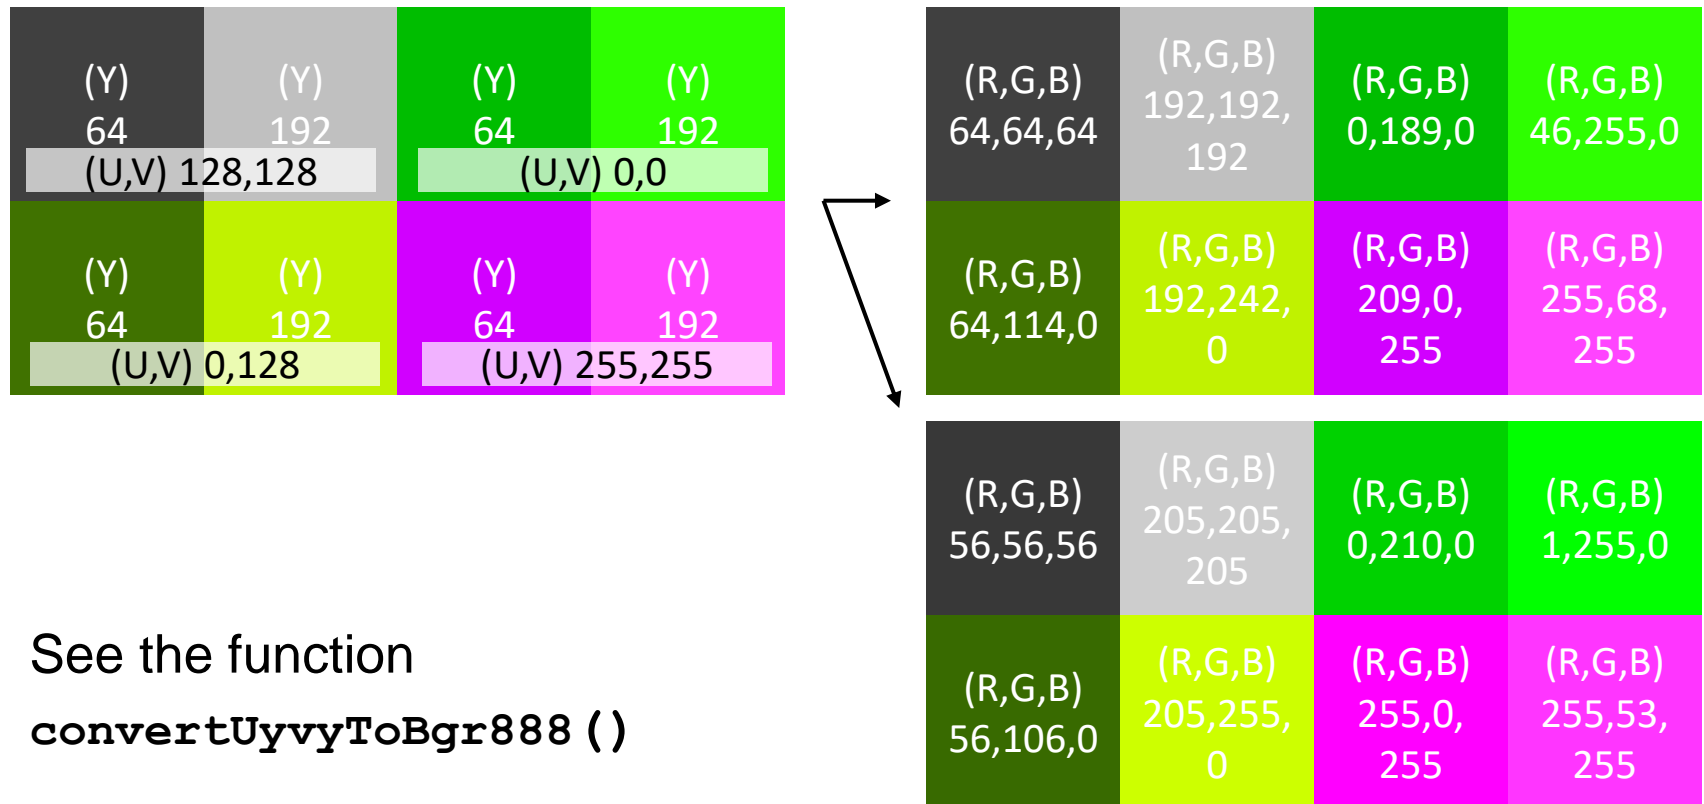 (Y)
64
(Y)
192
(U,V) 128,128
(Y)
64
(Y)
192
(U,V) 0,0
(Y)
64
(Y)
192
(U,V) 0,128
(Y)
64
(Y)
192
(U,V) 255,255
(R,G,B)
64,64,64
(R,G,B)
192,192,
192
(R,G,B)
0,189,0
(R,G,B)
46,255,0
(R,G,B)
64,114,0
(R,G,B)
192,242,
0
(R,G,B)
209,0,
255
(R,G,B)
255,68,
255
(R,G,B)
56,56,56
(R,G,B)
205,205,
205
(R,G,B)
0,210,0
(R,G,B)
1,255,0
(R,G,B)
56,106,0
(R,G,B)
205,255,
0
(R,G,B)
255,0,
255
(R,G,B)
255,53,
255
See the function
convertUyvyToBgr888()